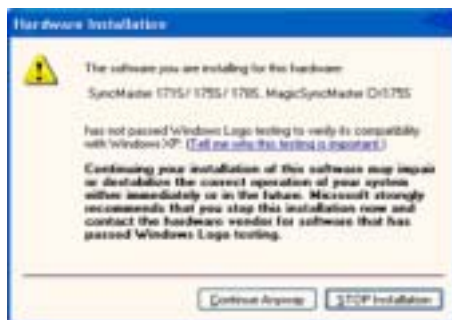 Hardware Installation
The software you are installing for this hardware:
SyncMaster 171S/ 175S/ 178S, MagicSyncMaster
has not passed Windows Logo testing to verify its compatibility
with Windows XP. (Tell me why this testing is important.)
Continuing your installation of this software may impair
or destabilize the correct operation of your system
either immediately or in the future. Microsoft strongly
recommends that you stop this installation now and
contact the hardware vendor for software that has
passed Windows Logo testing.
Continue Anyway
STOP Installation